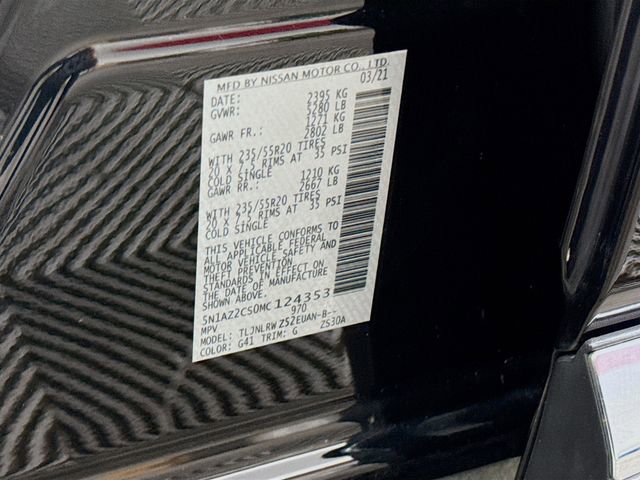 MFD BY NISSAN MOTOR CO., LTD.
DATE: 03/21
GVWR: 2395 KG
5280 LB
GAWR FR.: 1271 KG
2802 LB
WITH 235/55R20 TIRES
20 X 7.5 RIMS AT 35 PSI
COLD SINGLE
GAWR RR.: 1210 KG
2667 LB
WITH 235/55R20 TIRES
20 X 7.5 RIMS AT 35 PSI
COLD SINGLE
THIS VEHICLE CONFORMS TO
ALL APPLICABLE FEDERAL
MOTOR VEHICLE SAFETY AND
THEFT PREVENTION
STANDARDS IN EFFECT ON
THE DATE OF MANUFACTURE
SHOWN ABOVE.
5N1AZ2CS0MC124353
MPV 970
MODEL: TLJNLRWZ52EUAN-B--
COLOR: G41 TRIM: G ZS30A